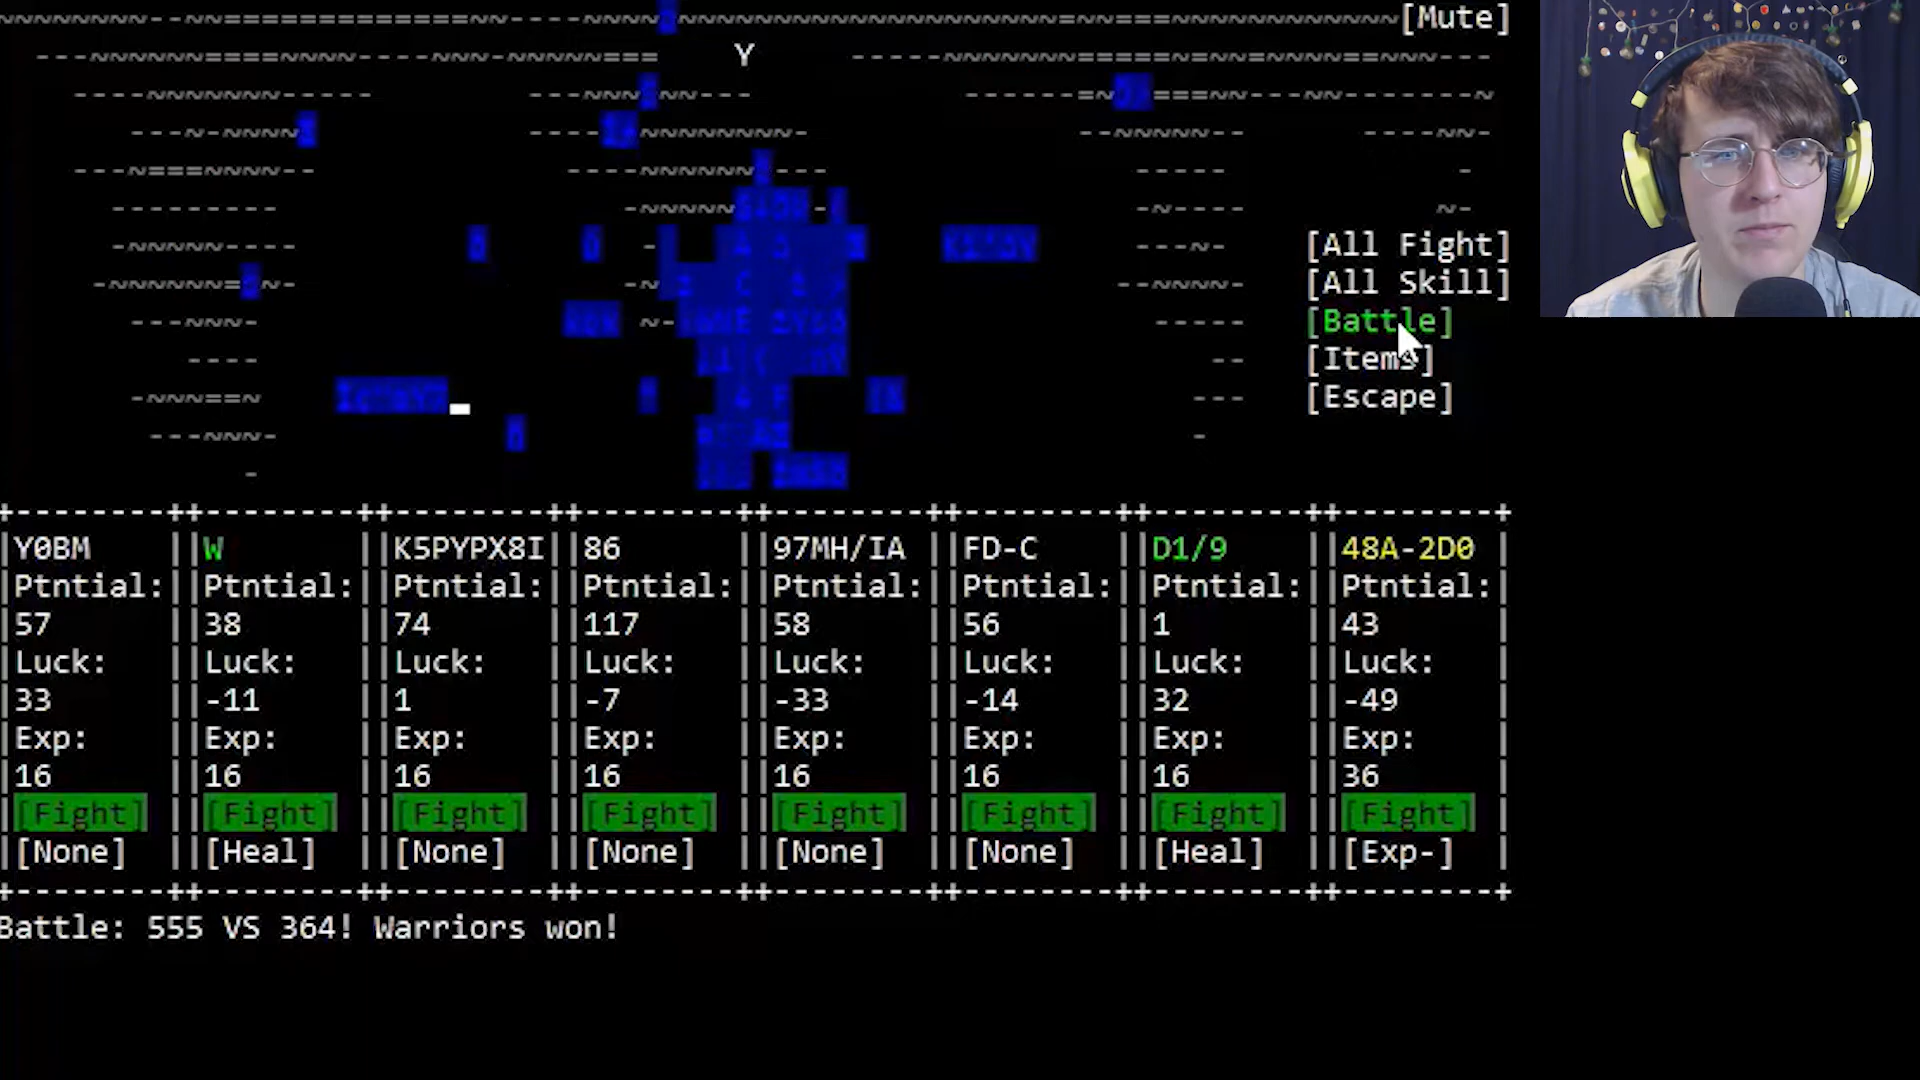 [Mute]
Y
[All Fight]
[All Skill]
[Battle]
[Items]
[Escape]
Y0BM W K5PYPX8I 86 97MH/IA FD-C D1/9 48A-2D0
Ptntial: Ptntial: Ptntial: Ptntial: Ptntial: Ptntial: Ptntial: Ptntial:
57 38 74 117 58 56 1 43
Luck: Luck: Luck: Luck: Luck: Luck: Luck: Luck:
33 -11 1 -7 -33 -14 32 -49
Exp: Exp: Exp: Exp: Exp: Exp: Exp: Exp:
16 16 16 16 16 16 16 36
[Fight] [Fight] [Fight] [Fight] [Fight] [Fight] [Fight] [Fight]
[None] [Heal] [None] [None] [None] [None] [Heal] [Exp-]
Battle: 555 VS 364! Warriors won!